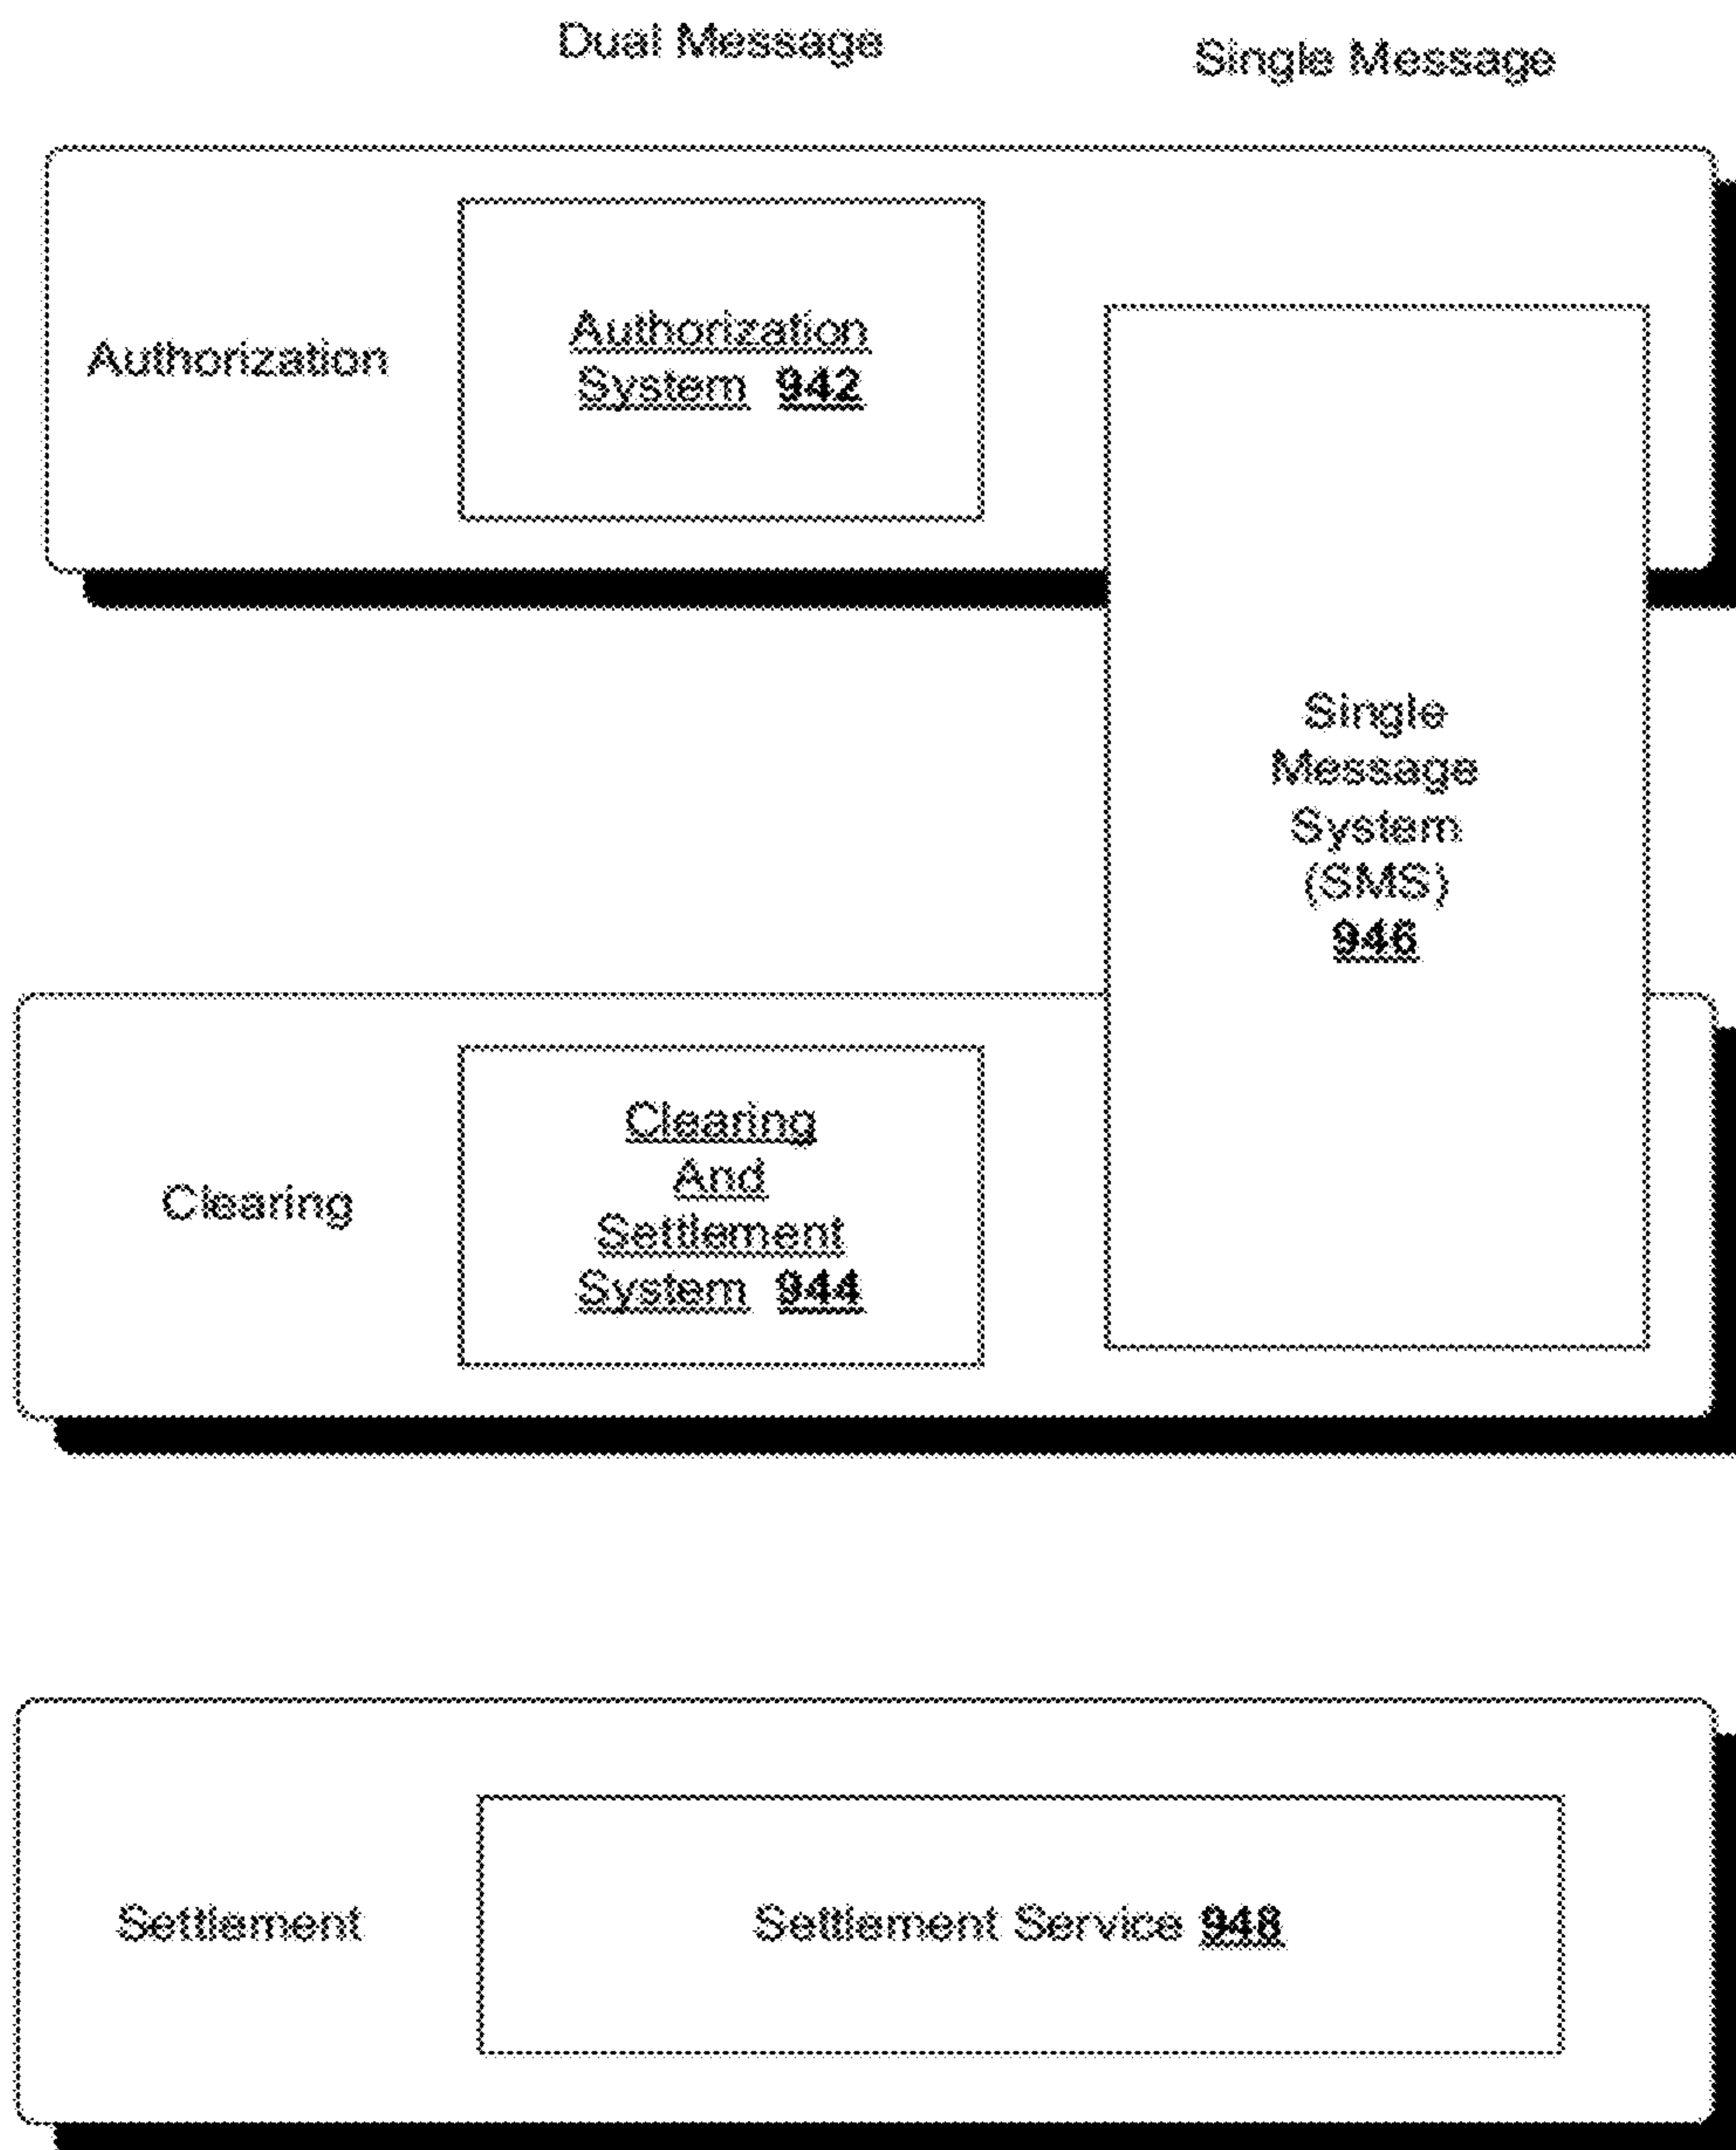 Dual Message
Single Message
Authorization
Authorization
System 942
Single
Message
System
(SMS)
946
Clearing
Clearing
And
Settlement
System 944
Settlement
Settlement Service 948